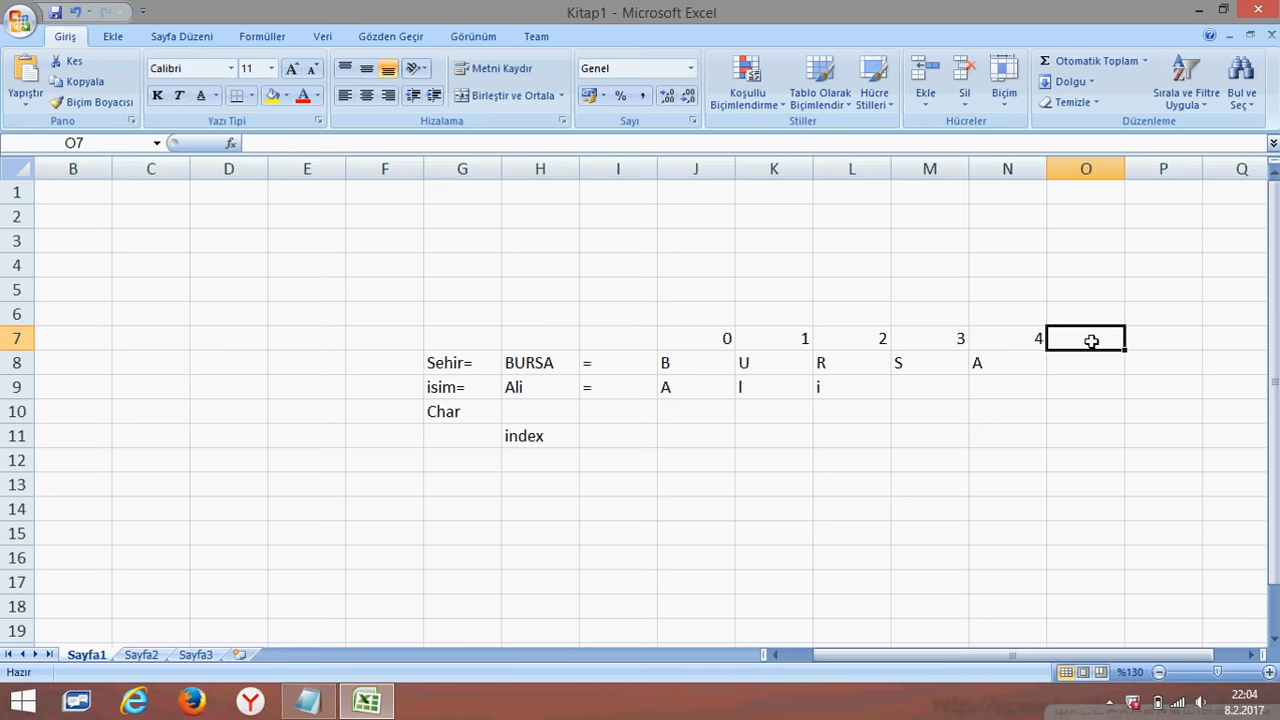 Kitap1 - Microsoft Excel
Giriş Ekle Sayfa Düzeni Formüller Veri Gözden Geçir Görünüm Team
Yapıştır
Kes
Kopyala
Biçim Boyacısı
Pano
Calibri 11
K T A
Yazı Tipi
Metni Kaydır
Birleştir ve Ortala
Hizalama
Genel
% ,
Sayı
Koşullu Biçimlendirme
Tablo Olarak Biçimlendir
Hücre Stilleri
Stiller
Ekle Sil Biçim
Hücreler
Σ Otomatik Toplam
Dolgu
Temizle
Sırala ve Filtre Uygula
Bul ve Seç
Düzenleme
O7 fx
B C D E F G H I J K L M N O P Q
1
2
3
4
5
6
7 0 1 2 3 4
8 Sehir= BURSA = B U R S A
9 isim= Ali = A l i
10 Char
11 index
12
13
14
15
16
17
18
19
Sayfa1 Sayfa2 Sayfa3
Hazır %130
22:04
8.2.2017